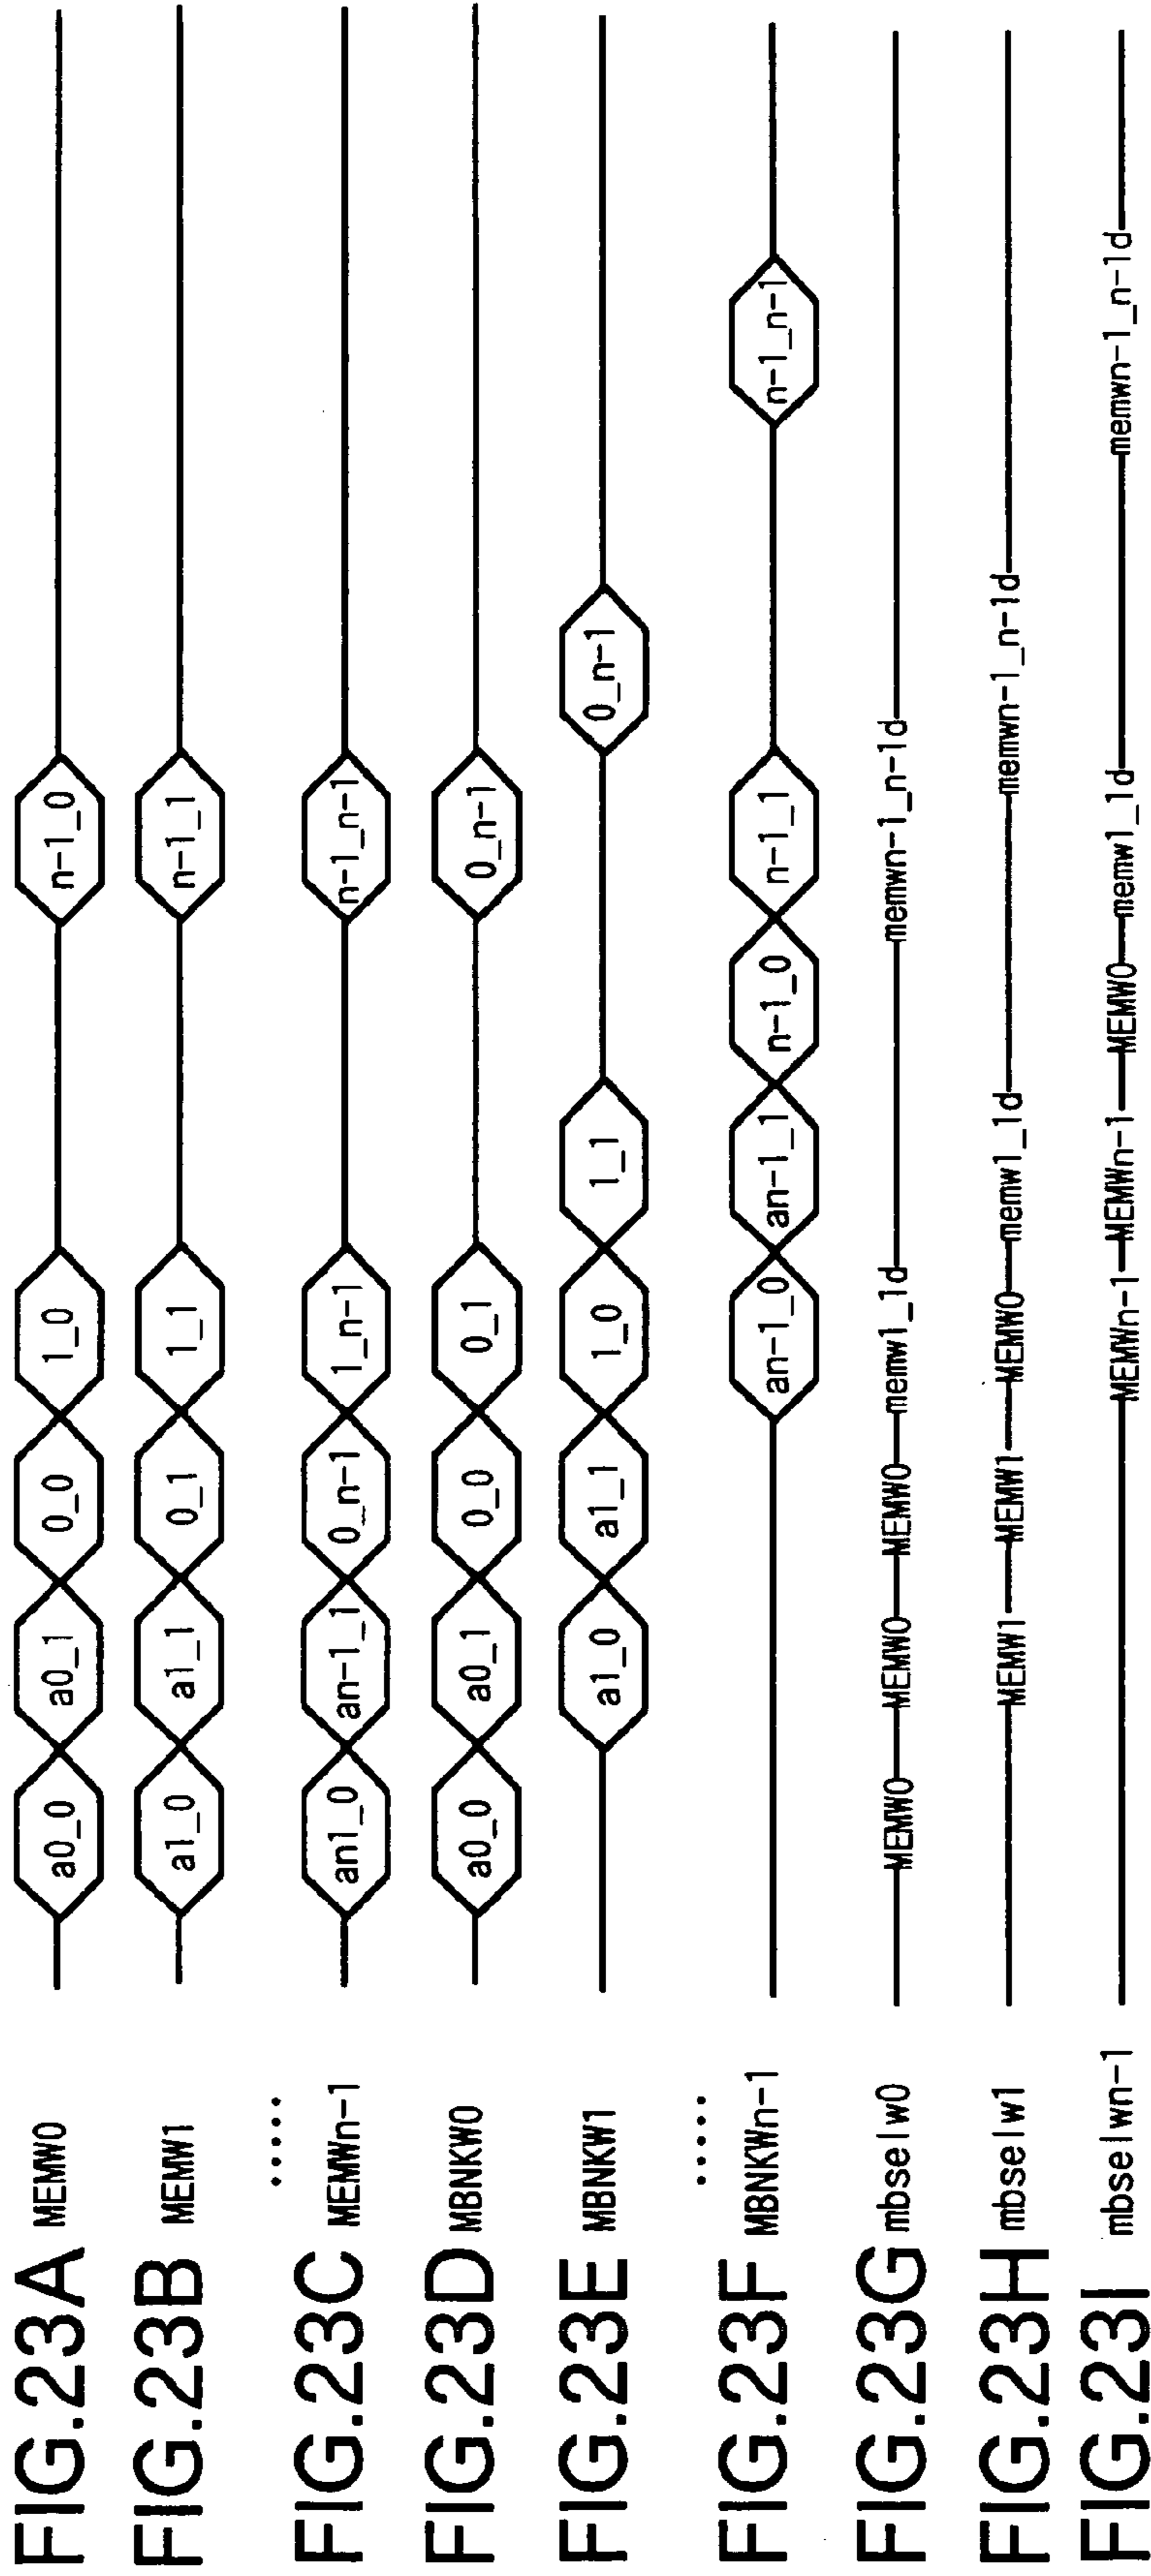 FIG.23A MEMW0 a0_0 a0_1 0_0 1_0 n-1_0
FIG.23B MEMW1 a1_0 a1_1 0_1 1_1 n-1_1
.....
FIG.23C MEMWn-1 an1_0 an-1_1 0_n-1 1_n-1 n-1_n-1
FIG.23D MBNKW0 a0_0 a0_1 0_0 0_1 0_n-1
FIG.23E MBNKW1 a1_0 a1_1 1_0 1_1 0_n-1
.....
FIG.23F MBNKWn-1 an-1_0 an-1_1 n-1_0 n-1_1 n-1_n-1
FIG.23G mbselw0 MEMW0 MEMW0 MEMW0 memw1_1d memwn-1_n-1d
FIG.23H mbselw1 MEMW1 MEMW1 MEMW0 memw1_1d memwn-1_n-1d
FIG.23I mbselwn-1 MEMWn-1 MEMWn-1 MEMW0 memw1_1d memwn-1_n-1d